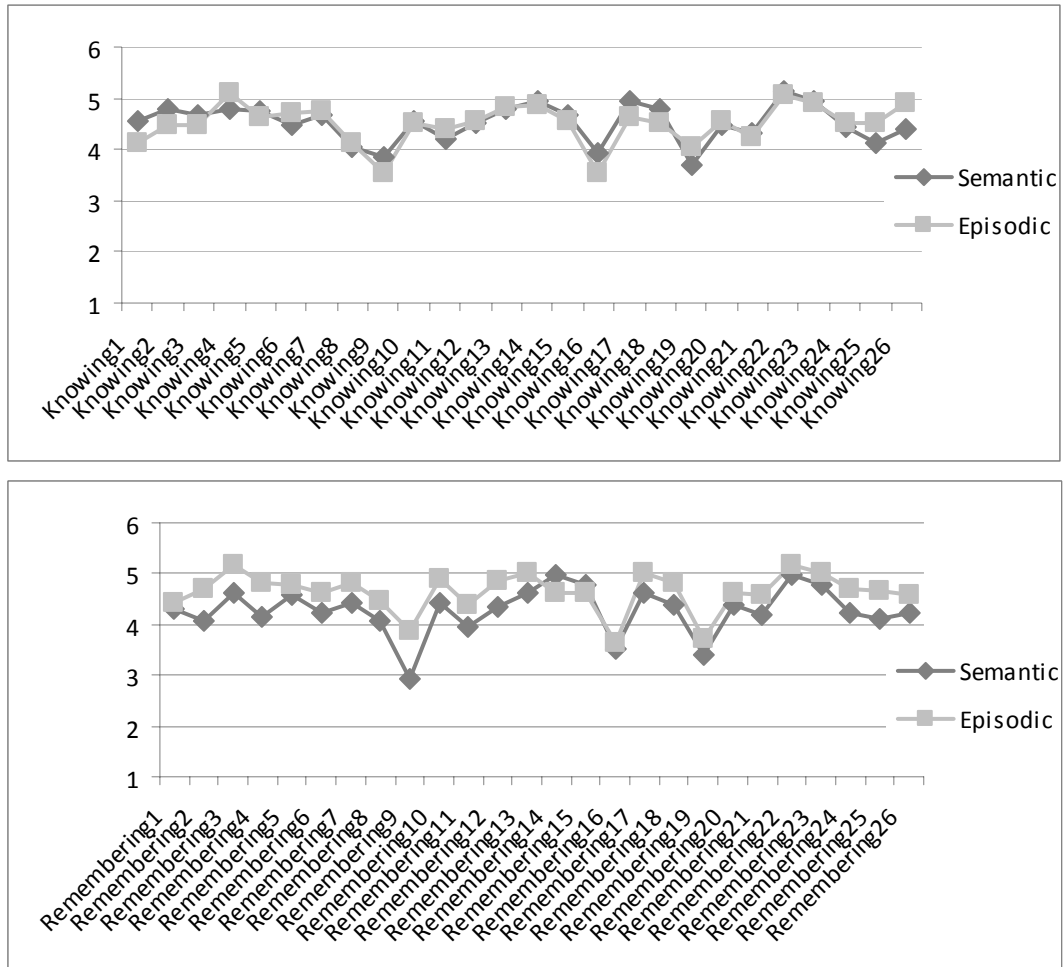 6
5
4
3
2
1
Knowing1
Knowing2
Knowing3
Knowing4
Knowing5
Knowing6
Knowing7
Knowing8
Knowing9
Knowing10
Knowing11
Knowing12
Knowing13
Knowing14
Knowing15
Knowing16
Knowing17
Knowing18
Knowing19
Knowing20
Knowing21
Knowing22
Knowing23
Knowing24
Knowing25
Knowing26
Semantic
Episodic
6
5
4
3
2
1
Remembering1
Remembering2
Remembering3
Remembering4
Remembering5
Remembering6
Remembering7
Remembering8
Remembering9
Remembering10
Remembering11
Remembering12
Remembering13
Remembering14
Remembering15
Remembering16
Remembering17
Remembering18
Remembering19
Remembering20
Remembering21
Remembering22
Remembering23
Remembering24
Remembering25
Remembering26
Semantic
Episodic